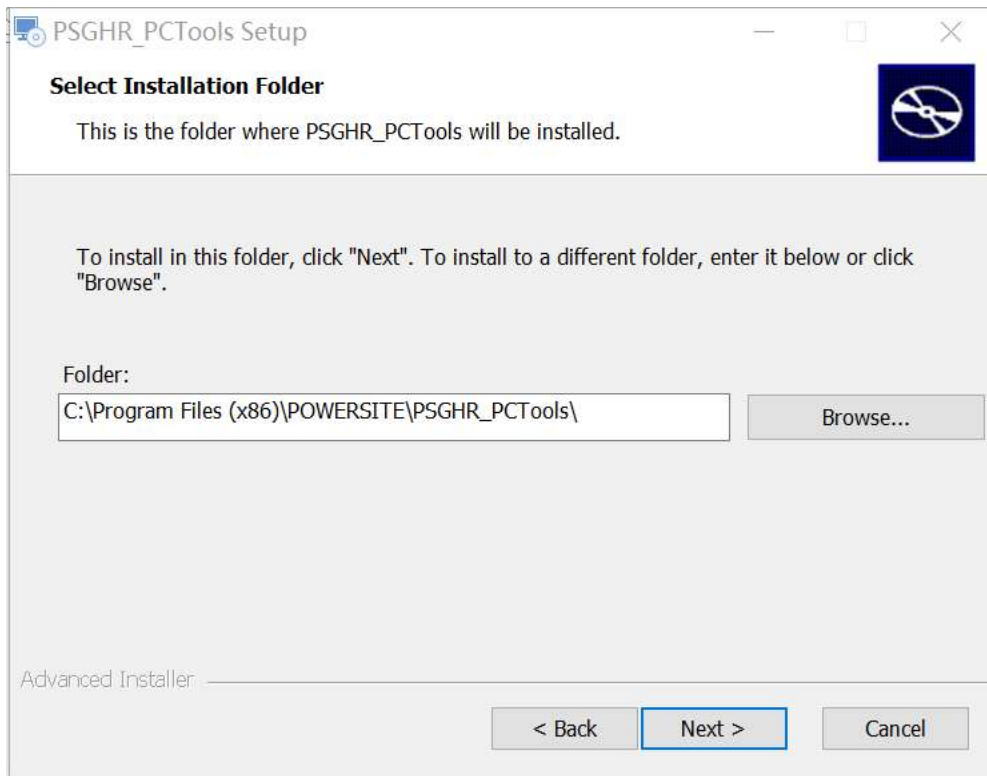 PSGHR_PCTools Setup
Select Installation Folder
This is the folder where PSGHR_PCTools will be installed.
To install in this folder, click "Next". To install to a different folder, enter it below or click
"Browse".
Folder:
C:\Program Files (x86)\POWERSITE\PSGHR_PCTools\
Browse...
Advanced Installer
< Back
Next >
Cancel